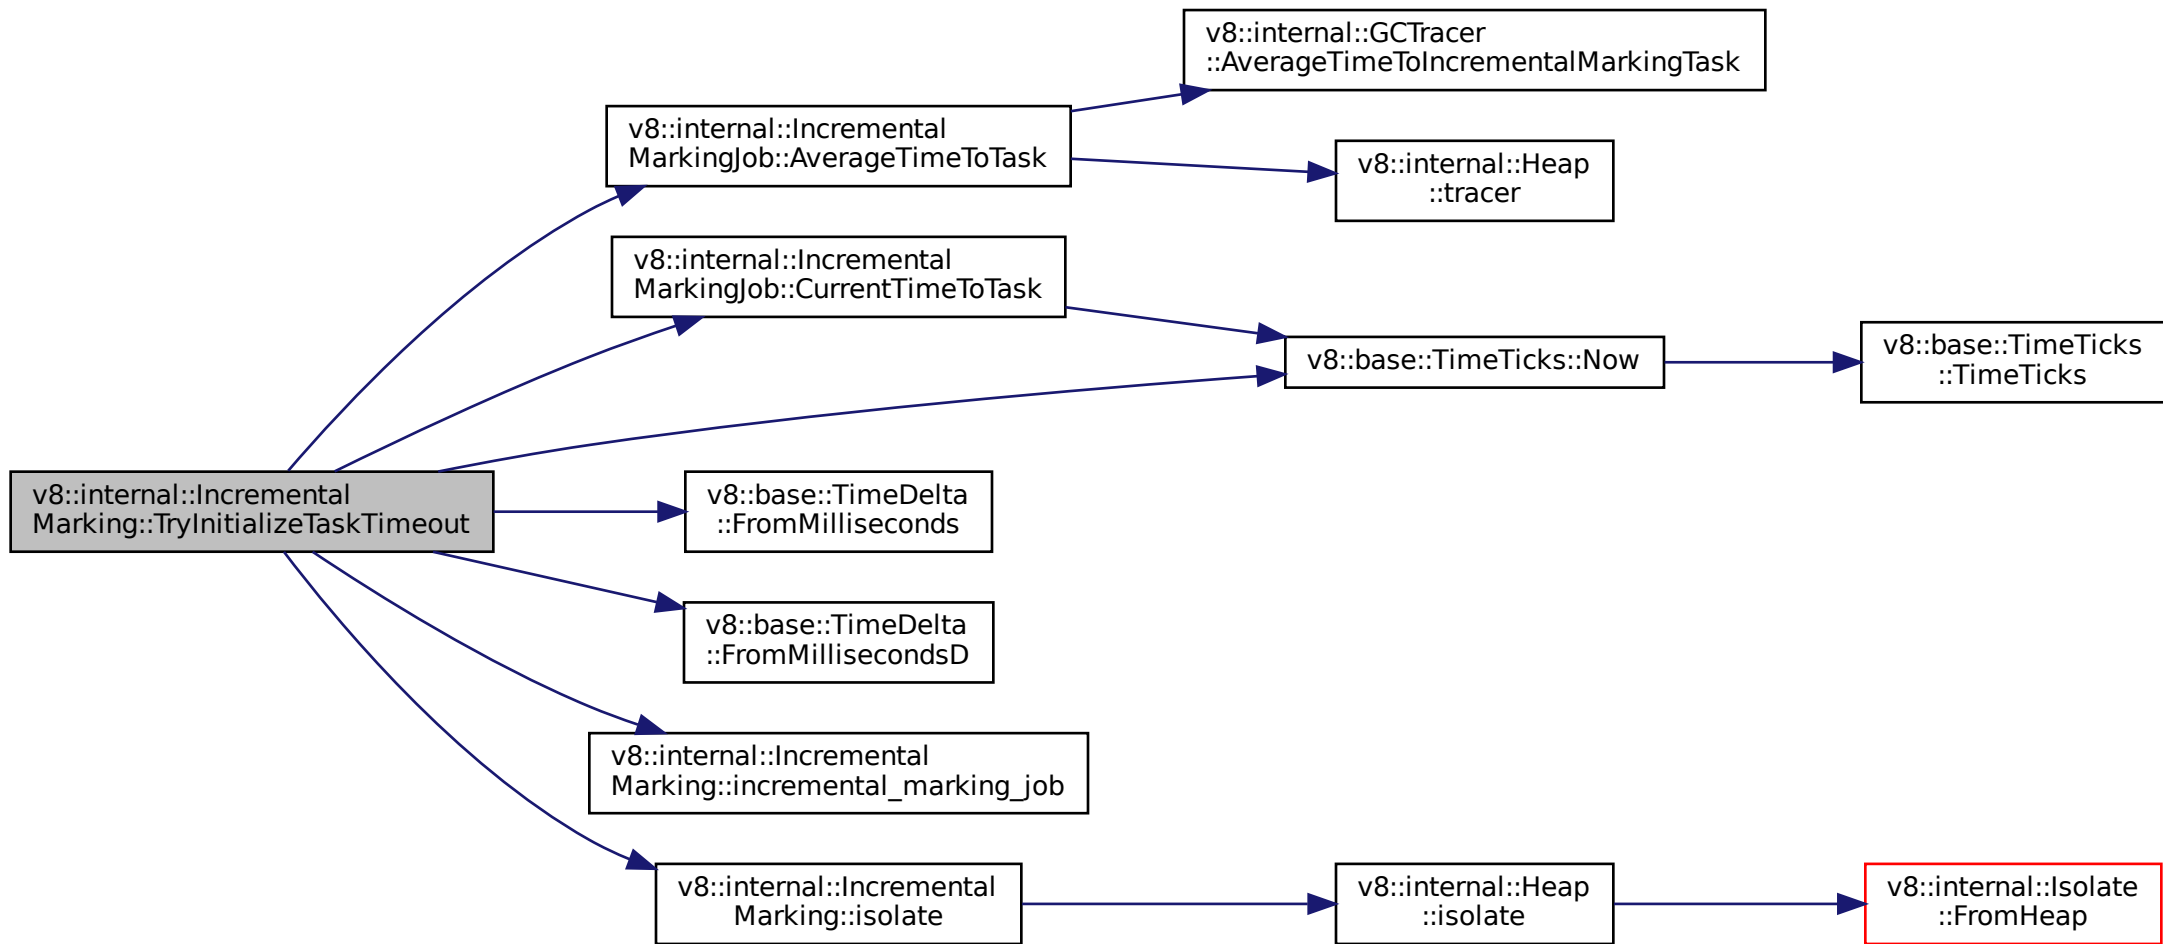 v8::internal::GCTracer
::AverageTimeToIncrementalMarkingTask
v8::internal::Incremental
MarkingJob::AverageTimeToTask
v8::internal::Heap
::tracer
v8::internal::Incremental
MarkingJob::CurrentTimeToTask
v8::base::TimeTicks::Now
v8::base::TimeTicks
::TimeTicks
v8::internal::Incremental
Marking::TryInitializeTaskTimeout
v8::base::TimeDelta
::FromMilliseconds
v8::base::TimeDelta
::FromMillisecondsD
v8::internal::Incremental
Marking::incremental_marking_job
v8::internal::Incremental
Marking::isolate
v8::internal::Heap
::isolate
v8::internal::Isolate
::FromHeap